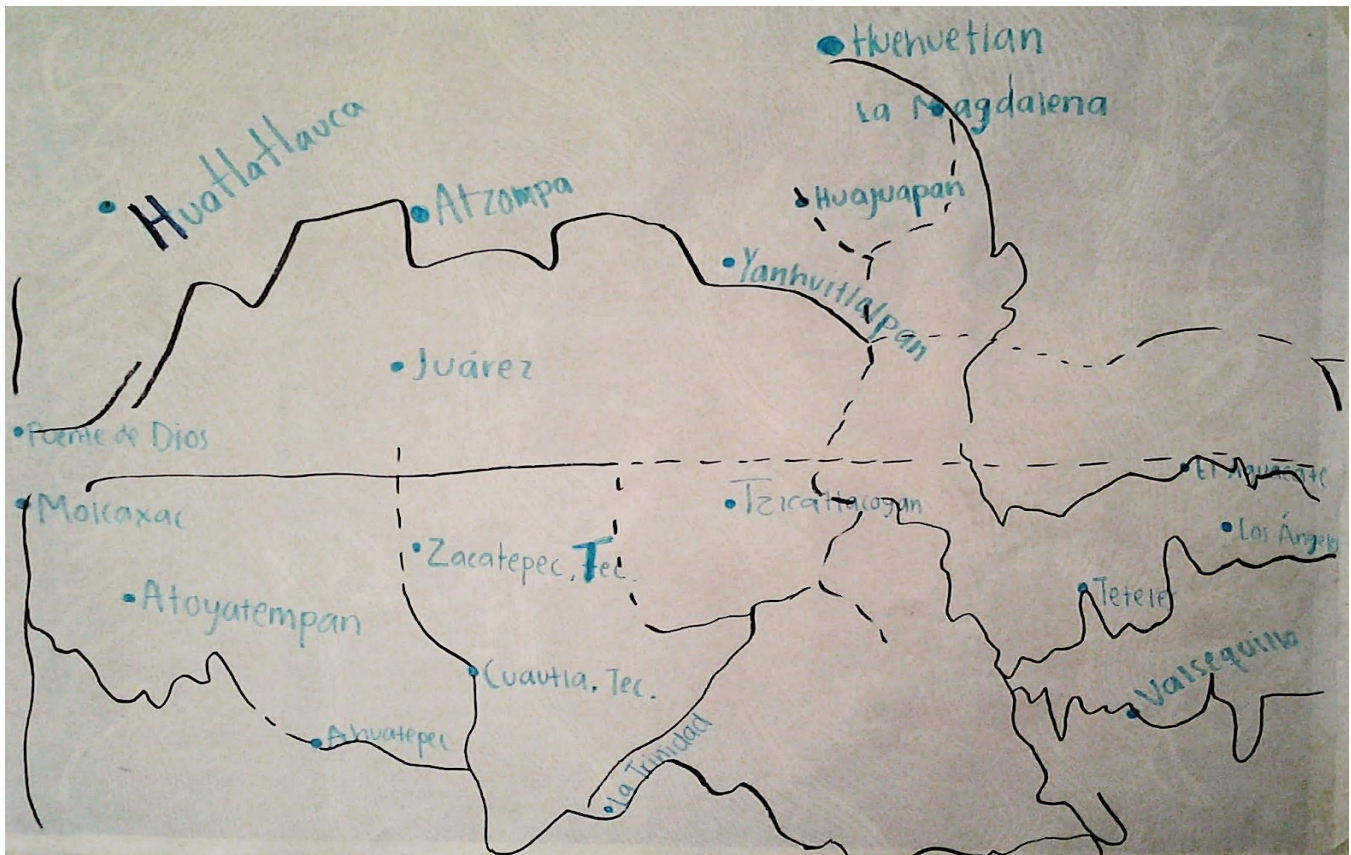 Huehuetlan
La Magdalena
Huatlatlauca
Atzompa
Huajuapan
Yanhuitlalpan
Juárez
Puente de Dios
El Aguacate
Molcaxac
Tzicatlacoyan
Los Ángeles
Zacatepec, Tec.
Atoyatempan
Tetela
Cuautla, Tec.
Valsequillo
Ahuatepec
La Trinidad